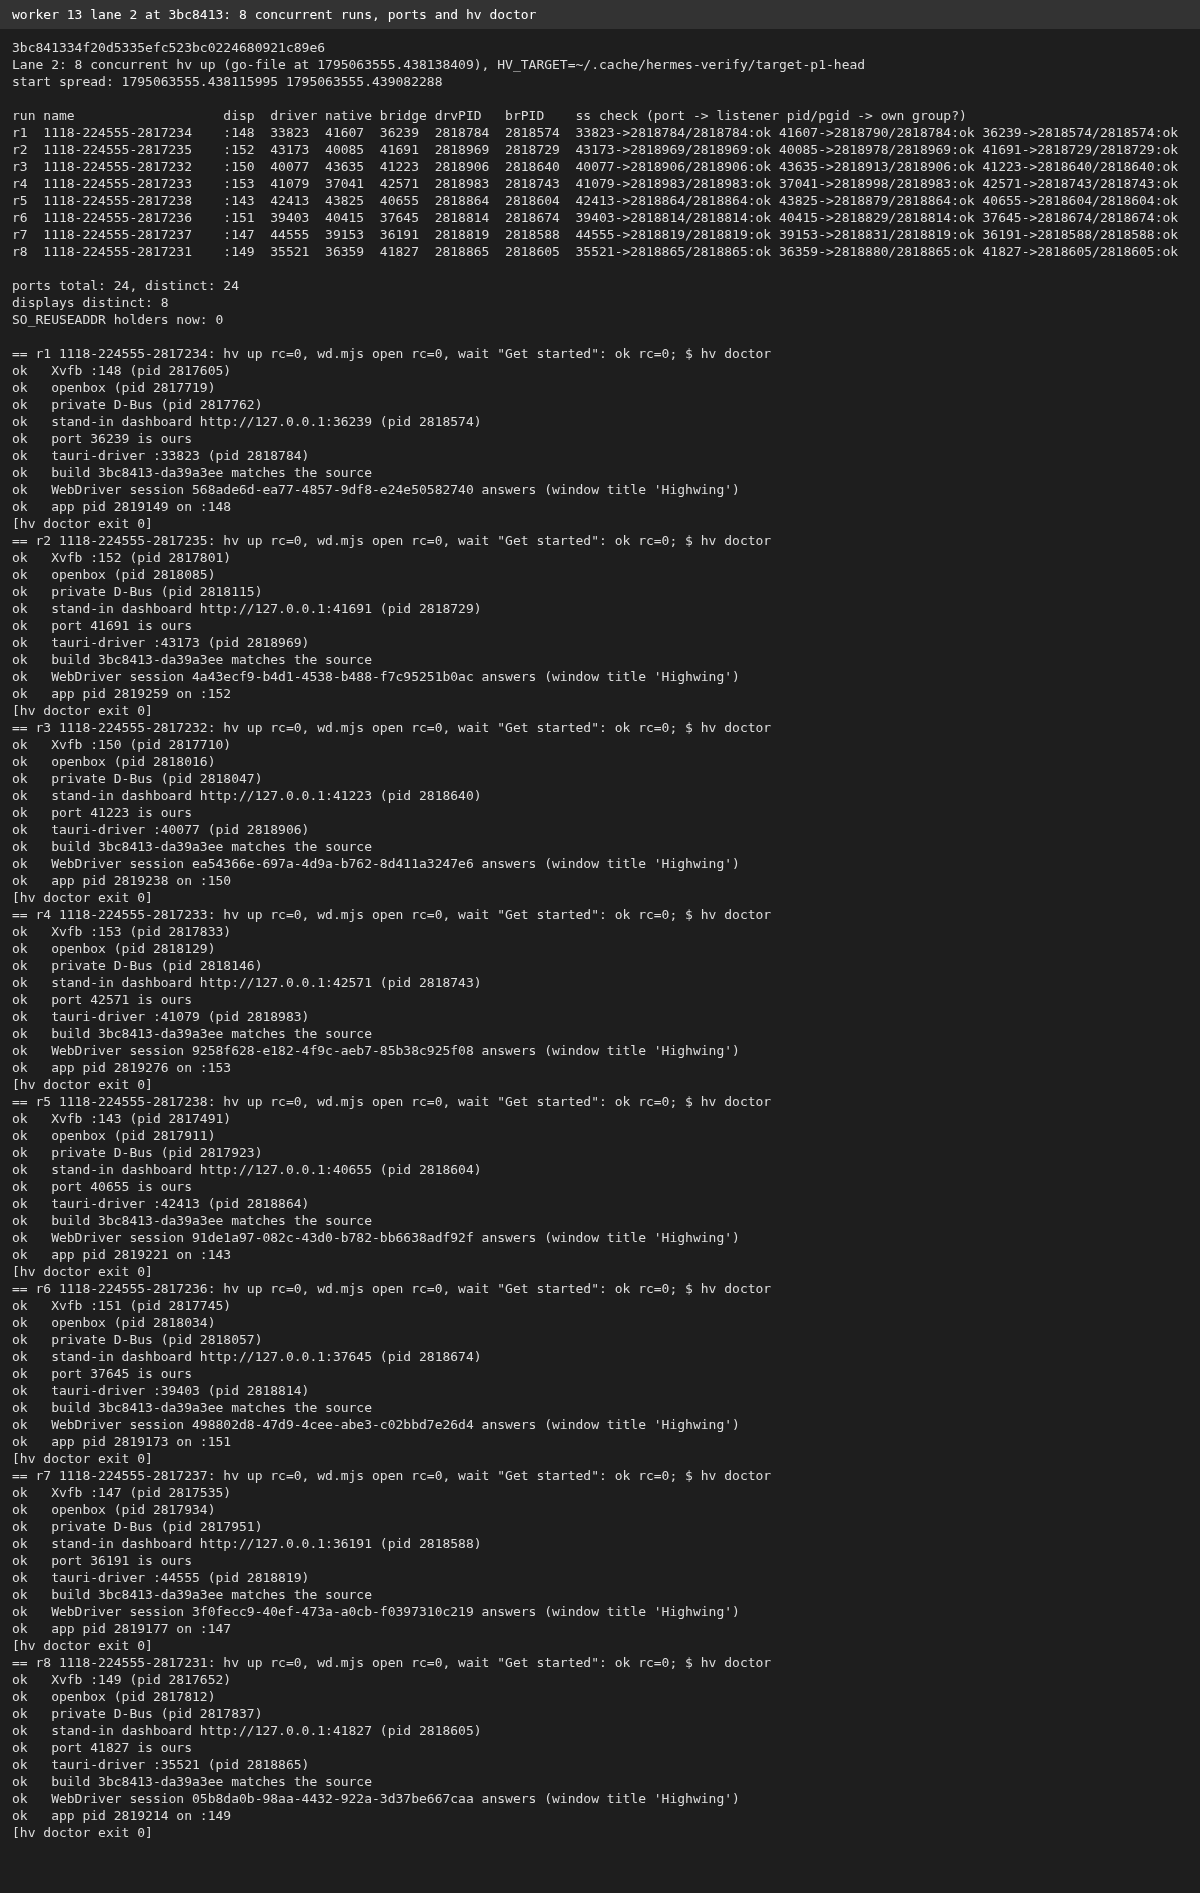 worker 13 lane 2 at 3bc8413: 8 concurrent runs, ports and hv doctor
3bc841334f20d5335efc523bc0224680921c89e6
Lane 2: 8 concurrent hv up (go-file at 1795063555.438138409), HV_TARGET=~/.cache/hermes-verify/target-p1-head
start spread: 1795063555.438115995 1795063555.439082288
run name disp driver native bridge drvPID brPID ss check (port -> listener pid/pgid -> own group?)
r1 1118-224555-2817234 :148 33823 41607 36239 2818784 2818574 33823->2818784/2818784:ok 41607->2818790/2818784:ok 36239->2818574/2818574:ok
r2 1118-224555-2817235 :152 43173 40085 41691 2818969 2818729 43173->2818969/2818969:ok 40085->2818978/2818969:ok 41691->2818729/2818729:ok
r3 1118-224555-2817232 :150 40077 43635 41223 2818906 2818640 40077->2818906/2818906:ok 43635->2818913/2818906:ok 41223->2818640/2818640:ok
r4 1118-224555-2817233 :153 41079 37041 42571 2818983 2818743 41079->2818983/2818983:ok 37041->2818998/2818983:ok 42571->2818743/2818743:ok
r5 1118-224555-2817238 :143 42413 43825 40655 2818864 2818604 42413->2818864/2818864:ok 43825->2818879/2818864:ok 40655->2818604/2818604:ok
r6 1118-224555-2817236 :151 39403 40415 37645 2818814 2818674 39403->2818814/2818814:ok 40415->2818829/2818814:ok 37645->2818674/2818674:ok
r7 1118-224555-2817237 :147 44555 39153 36191 2818819 2818588 44555->2818819/2818819:ok 39153->2818831/2818819:ok 36191->2818588/2818588:ok
r8 1118-224555-2817231 :149 35521 36359 41827 2818865 2818605 35521->2818865/2818865:ok 36359->2818880/2818865:ok 41827->2818605/2818605:ok
ports total: 24, distinct: 24
displays distinct: 8
SO_REUSEADDR holders now: 0
== r1 1118-224555-2817234: hv up rc=0, wd.mjs open rc=0, wait "Get started": ok rc=0; $ hv doctor
ok Xvfb :148 (pid 2817605)
ok openbox (pid 2817719)
ok private D-Bus (pid 2817762)
ok stand-in dashboard http://127.0.0.1:36239 (pid 2818574)
ok port 36239 is ours
ok tauri-driver :33823 (pid 2818784)
ok build 3bc8413-da39a3ee matches the source
ok WebDriver session 568ade6d-ea77-4857-9df8-e24e50582740 answers (window title 'Highwing')
ok app pid 2819149 on :148
[hv doctor exit 0]
== r2 1118-224555-2817235: hv up rc=0, wd.mjs open rc=0, wait "Get started": ok rc=0; $ hv doctor
ok Xvfb :152 (pid 2817801)
ok openbox (pid 2818085)
ok private D-Bus (pid 2818115)
ok stand-in dashboard http://127.0.0.1:41691 (pid 2818729)
ok port 41691 is ours
ok tauri-driver :43173 (pid 2818969)
ok build 3bc8413-da39a3ee matches the source
ok WebDriver session 4a43ecf9-b4d1-4538-b488-f7c95251b0ac answers (window title 'Highwing')
ok app pid 2819259 on :152
[hv doctor exit 0]
== r3 1118-224555-2817232: hv up rc=0, wd.mjs open rc=0, wait "Get started": ok rc=0; $ hv doctor
ok Xvfb :150 (pid 2817710)
ok openbox (pid 2818016)
ok private D-Bus (pid 2818047)
ok stand-in dashboard http://127.0.0.1:41223 (pid 2818640)
ok port 41223 is ours
ok tauri-driver :40077 (pid 2818906)
ok build 3bc8413-da39a3ee matches the source
ok WebDriver session ea54366e-697a-4d9a-b762-8d411a3247e6 answers (window title 'Highwing')
ok app pid 2819238 on :150
[hv doctor exit 0]
== r4 1118-224555-2817233: hv up rc=0, wd.mjs open rc=0, wait "Get started": ok rc=0; $ hv doctor
ok Xvfb :153 (pid 2817833)
ok openbox (pid 2818129)
ok private D-Bus (pid 2818146)
ok stand-in dashboard http://127.0.0.1:42571 (pid 2818743)
ok port 42571 is ours
ok tauri-driver :41079 (pid 2818983)
ok build 3bc8413-da39a3ee matches the source
ok WebDriver session 9258f628-e182-4f9c-aeb7-85b38c925f08 answers (window title 'Highwing')
ok app pid 2819276 on :153
[hv doctor exit 0]
== r5 1118-224555-2817238: hv up rc=0, wd.mjs open rc=0, wait "Get started": ok rc=0; $ hv doctor
ok Xvfb :143 (pid 2817491)
ok openbox (pid 2817911)
ok private D-Bus (pid 2817923)
ok stand-in dashboard http://127.0.0.1:40655 (pid 2818604)
ok port 40655 is ours
ok tauri-driver :42413 (pid 2818864)
ok build 3bc8413-da39a3ee matches the source
ok WebDriver session 91de1a97-082c-43d0-b782-bb6638adf92f answers (window title 'Highwing')
ok app pid 2819221 on :143
[hv doctor exit 0]
== r6 1118-224555-2817236: hv up rc=0, wd.mjs open rc=0, wait "Get started": ok rc=0; $ hv doctor
ok Xvfb :151 (pid 2817745)
ok openbox (pid 2818034)
ok private D-Bus (pid 2818057)
ok stand-in dashboard http://127.0.0.1:37645 (pid 2818674)
ok port 37645 is ours
ok tauri-driver :39403 (pid 2818814)
ok build 3bc8413-da39a3ee matches the source
ok WebDriver session 498802d8-47d9-4cee-abe3-c02bbd7e26d4 answers (window title 'Highwing')
ok app pid 2819173 on :151
[hv doctor exit 0]
== r7 1118-224555-2817237: hv up rc=0, wd.mjs open rc=0, wait "Get started": ok rc=0; $ hv doctor
ok Xvfb :147 (pid 2817535)
ok openbox (pid 2817934)
ok private D-Bus (pid 2817951)
ok stand-in dashboard http://127.0.0.1:36191 (pid 2818588)
ok port 36191 is ours
ok tauri-driver :44555 (pid 2818819)
ok build 3bc8413-da39a3ee matches the source
ok WebDriver session 3f0fecc9-40ef-473a-a0cb-f0397310c219 answers (window title 'Highwing')
ok app pid 2819177 on :147
[hv doctor exit 0]
== r8 1118-224555-2817231: hv up rc=0, wd.mjs open rc=0, wait "Get started": ok rc=0; $ hv doctor
ok Xvfb :149 (pid 2817652)
ok openbox (pid 2817812)
ok private D-Bus (pid 2817837)
ok stand-in dashboard http://127.0.0.1:41827 (pid 2818605)
ok port 41827 is ours
ok tauri-driver :35521 (pid 2818865)
ok build 3bc8413-da39a3ee matches the source
ok WebDriver session 05b8da0b-98aa-4432-922a-3d37be667caa answers (window title 'Highwing')
ok app pid 2819214 on :149
[hv doctor exit 0]